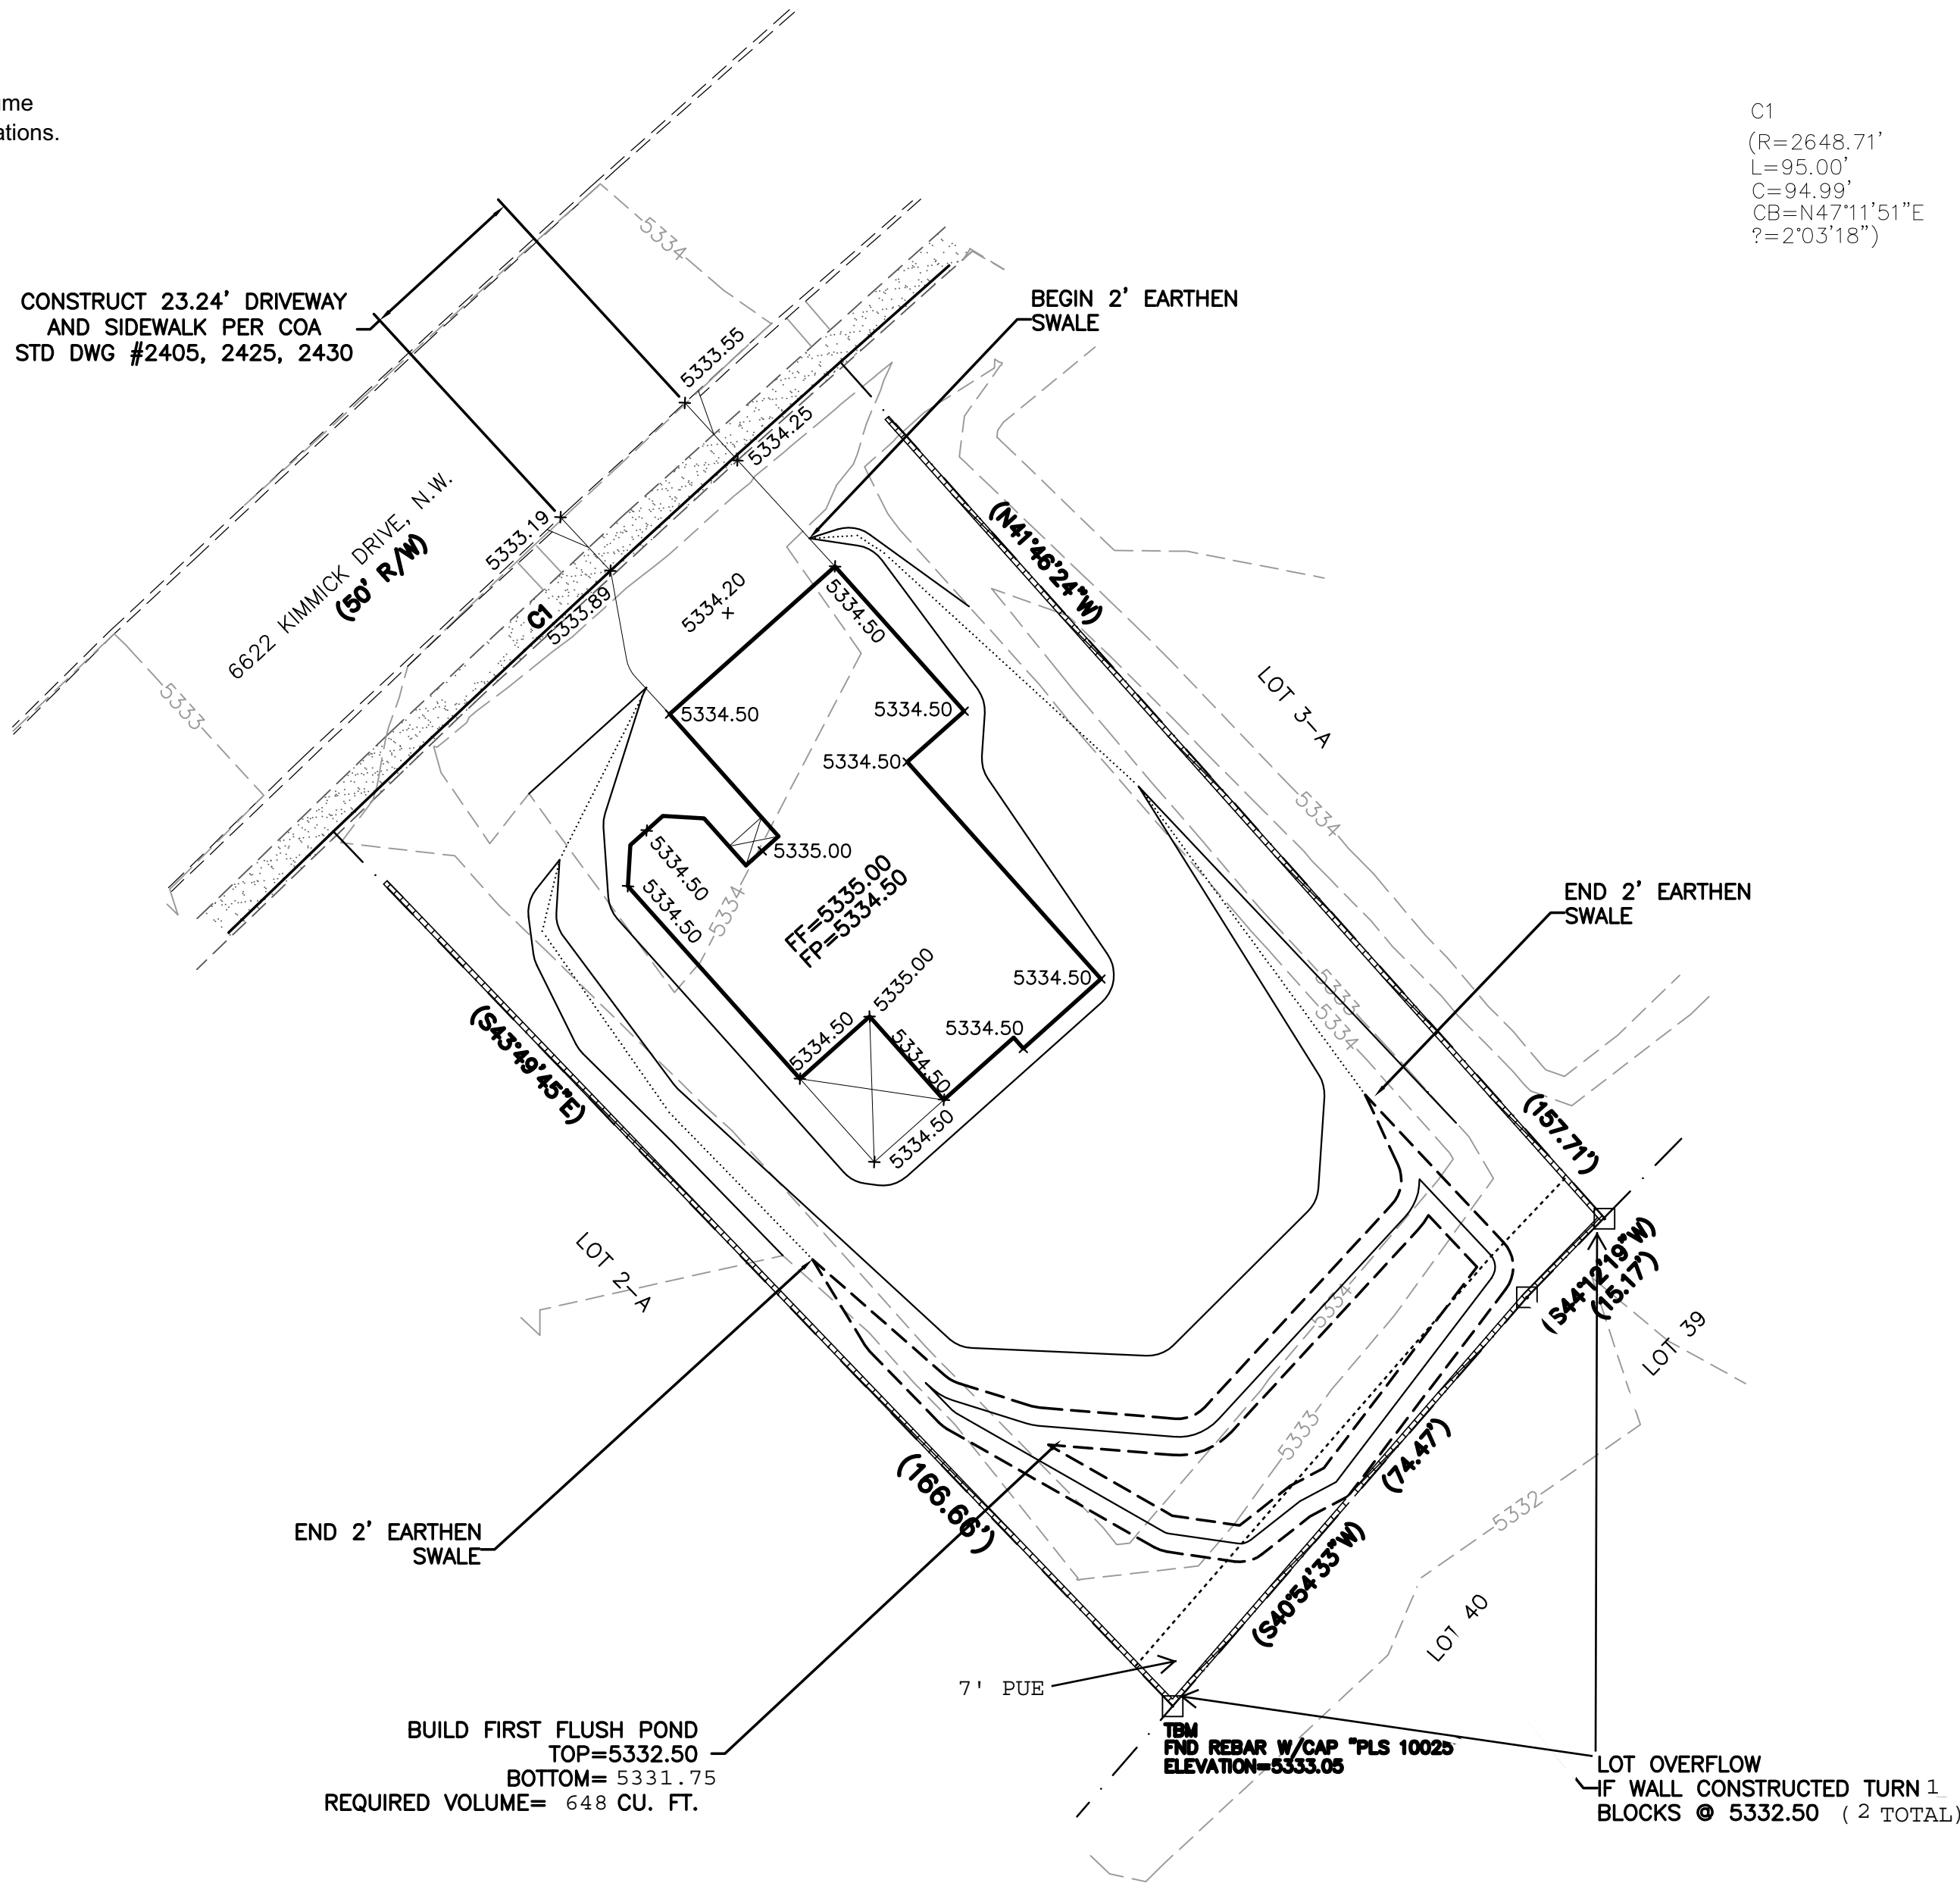 ume
ations.
C1
(R=2648.71'
L=95.00'
C=94.99'
CB=N47°11'51"E
?=2°03'18")
5334
CONSTRUCT 23.24' DRIVEWAY
AND SIDEWALK PER COA
STD DWG #2405, 2425, 2430
BEGIN 2' EARTHEN
SWALE
5333.55
5334.25
6622 KIMMICK DRIVE, N.W.
(50' R/W)
5333.19
C1
5333.89
5334.20
5334.50
(N41°46'24"W)
5333
5334.50
5334.50
5334.50
LOT 3-A
5334
5334.50
5335.00
5334.50
5334
FF=5335.00
FP=5334.50
END 2' EARTHEN
SWALE
5335.00
5334.50
5333
5334
5334.50
5334.50
5334.50
5334.50
(S43°49'45"E)
(157.71')
LOT 2-A
5334
(S44°12'19"W)
(15.17')
LOT 39
5333
(74.47')
5332
(166.66')
END 2' EARTHEN
SWALE
(S40°54'33"W)
LOT 40
7' PUE
BUILD FIRST FLUSH POND
TOP=5332.50
BOTTOM= 5331.75
REQUIRED VOLUME= 648 CU. FT.
TBM
FND REBAR W/CAP "PLS 10025
ELEVATION=5333.05
LOT OVERFLOW
IF WALL CONSTRUCTED TURN 1
BLOCKS @ 5332.50 ( 2 TOTAL)